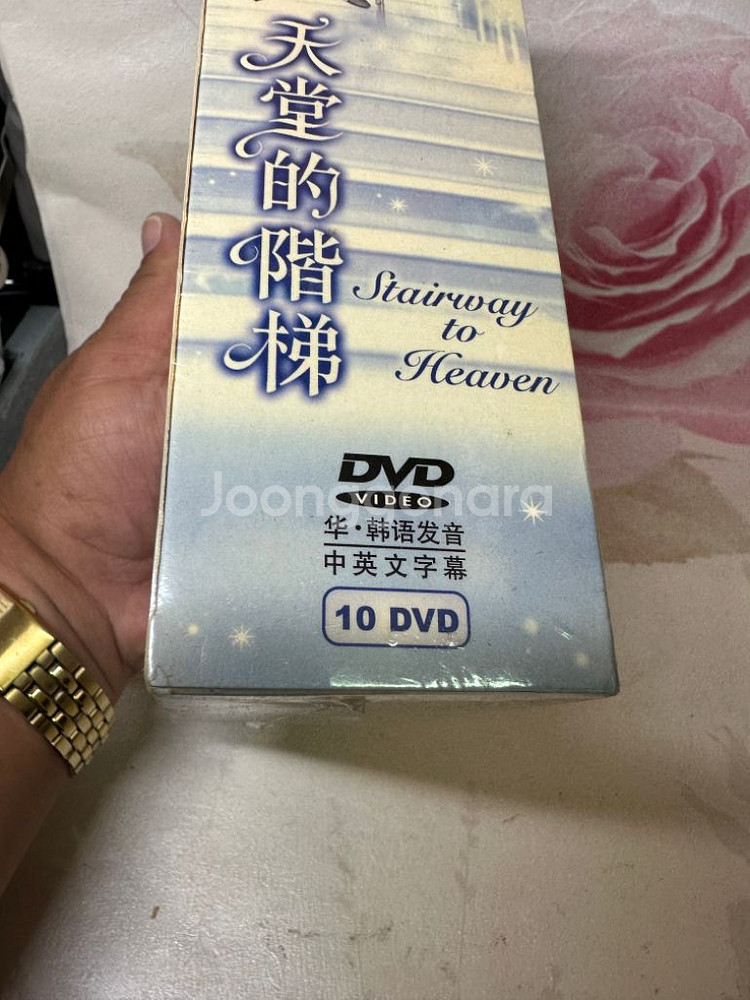 天堂的階梯
Stairway
to
Heaven
DVD
VIDEO
Joonggonara
华·韩语发音
中英文字幕
10 DVD